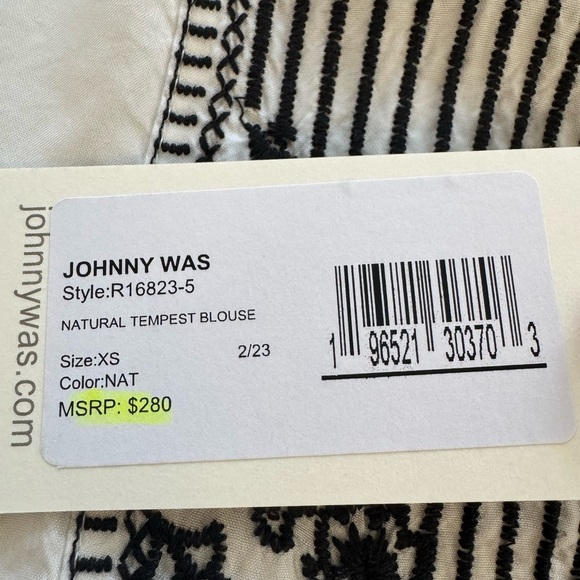 johnnywas.com
JOHNNY WAS
Style:R16823-5
NATURAL TEMPEST BLOUSE
Size:XS 2/23
Color:NAT
MSRP: $280
1 96521 30370 3